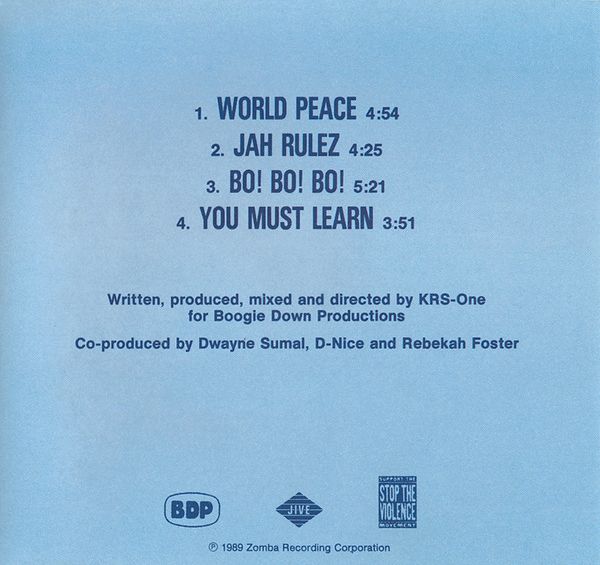 1. WORLD PEACE 4:54
2. JAH RULEZ 4:25
3. BO! BO! BO! 5:21
4. YOU MUST LEARN 3:51
Written, produced, mixed and directed by KRS-One
for Boogie Down Productions
Co-produced by Dwayne Sumal, D-Nice and Rebekah Foster
BDP
JIVE
SUPPORT THE
STOP THE
VIOLENCE
MOVEMENT
℗ 1989 Zomba Recording Corporation